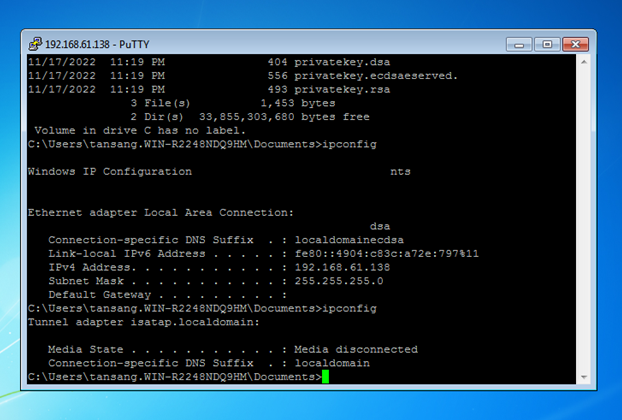 192.168.61.138 - PuTTY
11/17/2022  11:19 PM               404 privatekey.dsa
11/17/2022  11:19 PM               556 privatekey.ecdsaeserved.
11/17/2022  11:19 PM               493 privatekey.rsa
               3 File(s)          1,453 bytes
               2 Dir(s)  33,855,303,680 bytes free
 Volume in drive C has no label.
C:\Users\tansang.WIN-R2248NDQ9HM\Documents>ipconfig
Windows IP Configuration                              nts
Ethernet adapter Local Area Connection:
                                                   dsa
   Connection-specific DNS Suffix  . : localdomainecdsa
   Link-local IPv6 Address . . . . . : fe80::4904:c83c:a72e:797%11
   IPv4 Address. . . . . . . . . . . : 192.168.61.138
   Subnet Mask . . . . . . . . . . . : 255.255.255.0
   Default Gateway . . . . . . . . . :
C:\Users\tansang.WIN-R2248NDQ9HM\Documents>ipconfig
Tunnel adapter isatap.localdomain:
   Media State . . . . . . . . . . . : Media disconnected
   Connection-specific DNS Suffix  . : localdomain
C:\Users\tansang.WIN-R2248NDQ9HM\Documents>